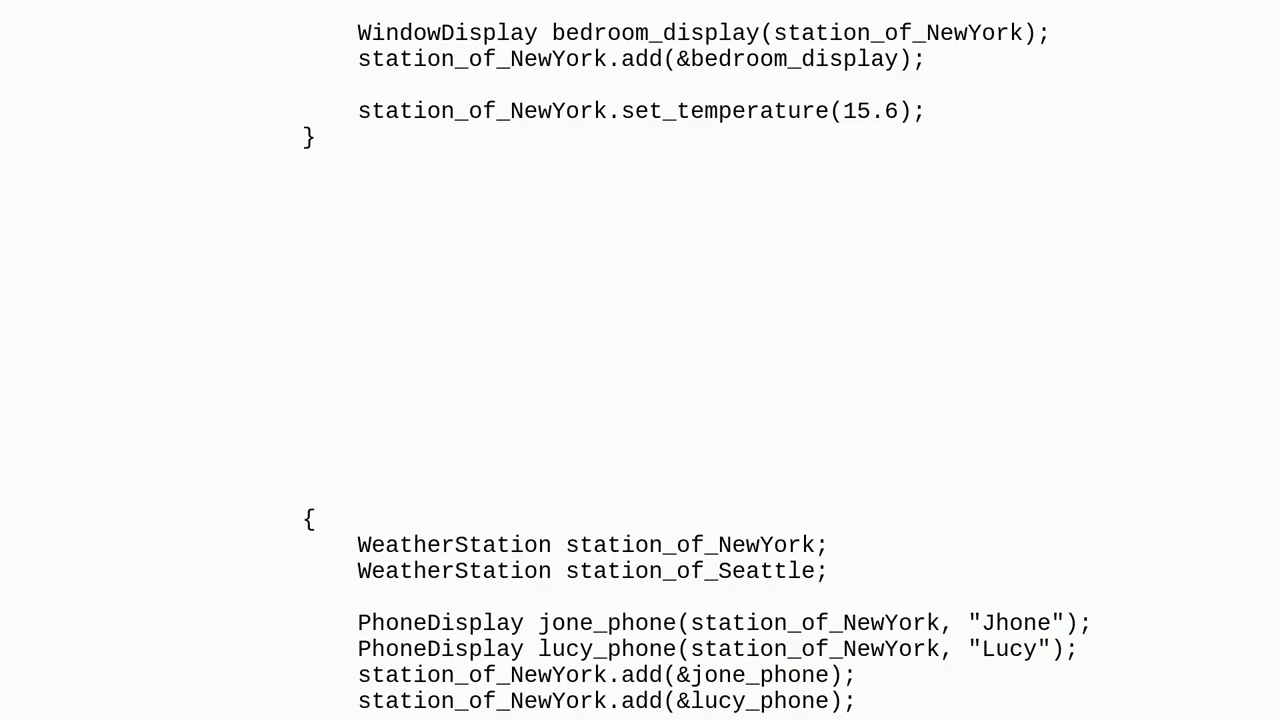 WindowDisplay bedroom_display(station_of_NewYork);
station_of_NewYork.add(&bedroom_display);
station_of_NewYork.set_temperature(15.6);
}
{
WeatherStation station_of_NewYork;
WeatherStation station_of_Seattle;
PhoneDisplay jone_phone(station_of_NewYork, "Jhone");
PhoneDisplay lucy_phone(station_of_NewYork, "Lucy");
station_of_NewYork.add(&jone_phone);
station_of_NewYork.add(&lucy_phone);